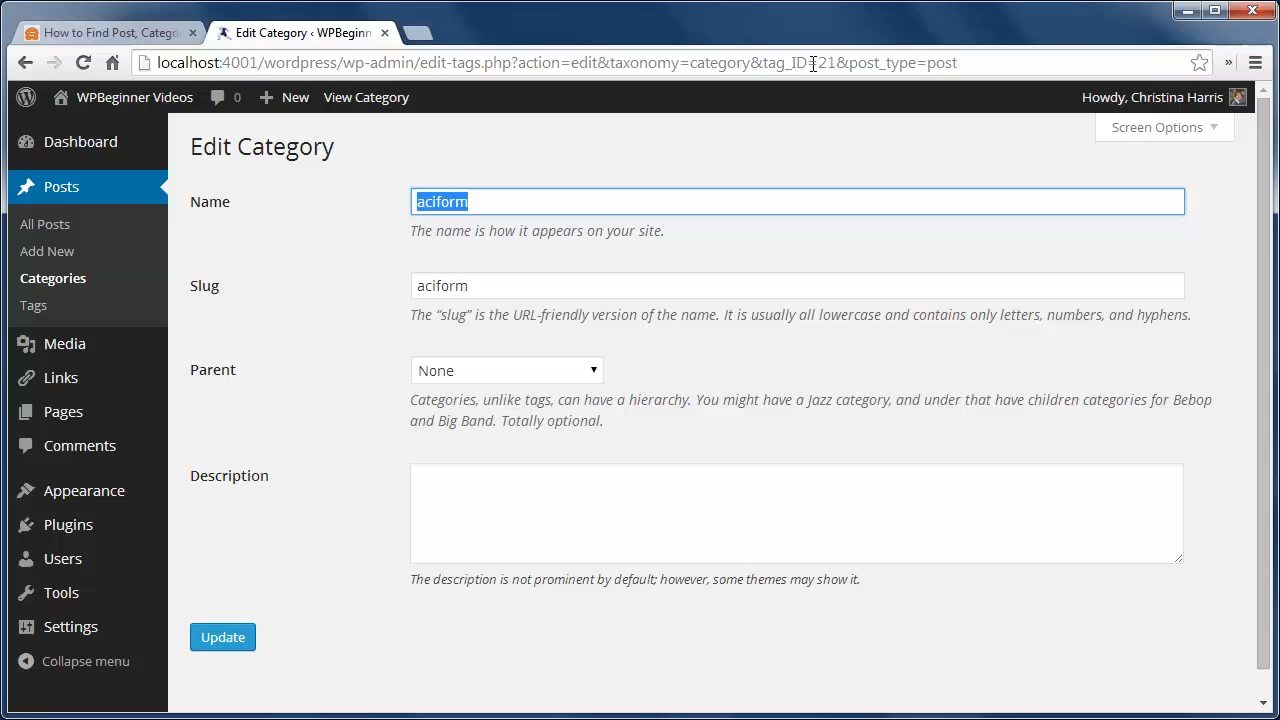 How to Find Post, Catego
Edit Category ‹ WPBeginn
localhost:4001/wordpress/wp-admin/edit-tags.php?action=edit&taxonomy=category&tag_ID=21&post_type=post
WPBeginner Videos 0 New View Category Howdy, Christina Harris
Screen Options
Dashboard
Posts
All Posts
Add New
Categories
Tags
Media
Links
Pages
Comments
Appearance
Plugins
Users
Tools
Settings
Collapse menu
Edit Category
Name
aciform
The name is how it appears on your site.
Slug
aciform
The “slug” is the URL-friendly version of the name. It is usually all lowercase and contains only letters, numbers, and hyphens.
Parent
None
Categories, unlike tags, can have a hierarchy. You might have a Jazz category, and under that have children categories for Bebop
and Big Band. Totally optional.
Description
The description is not prominent by default; however, some themes may show it.
Update